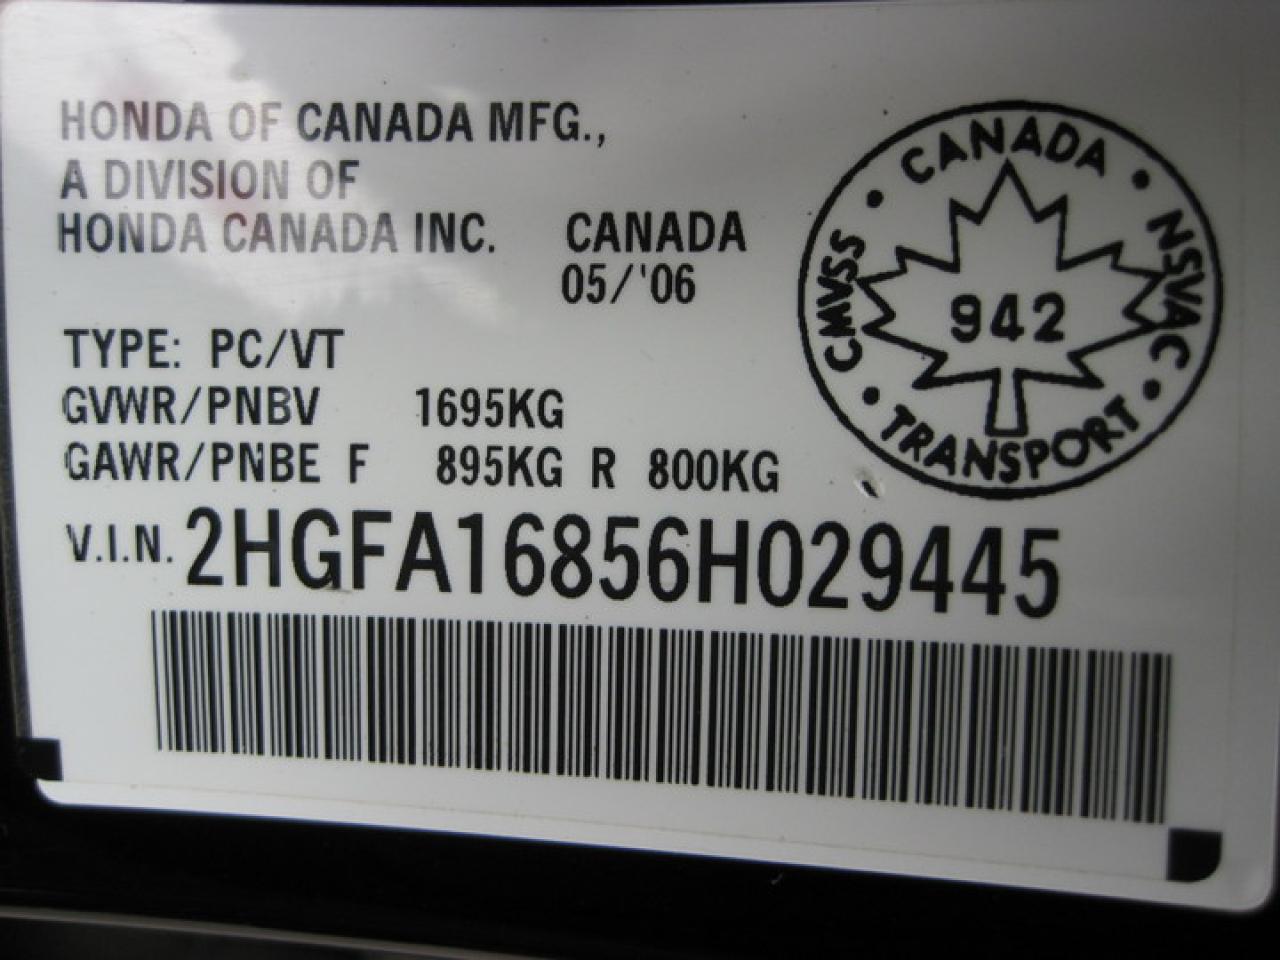 HONDA OF CANADA MFG.,
A DIVISION OF
HONDA CANADA INC. CANADA
05/'06
TYPE: PC/VT
GVWR/PNBV 1695KG
GAWR/PNBE F 895KG R 800KG
V.I.N. 2HGFA16856H029445
CANADA
NSVAC
TRANSPORT
CMVSS
942